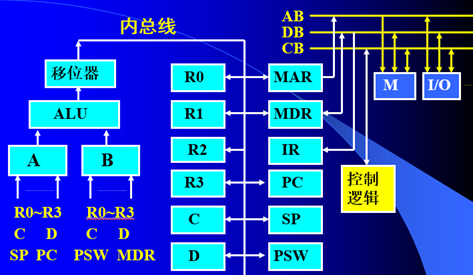 内总线
AB
DB
CB
移位器
ALU
A
B
R0~R3
C D
SP PC
R0~R3
C D
PSW MDR
R0
R1
R2
R3
C
D
MAR
MDR
IR
PC
SP
PSW
M
I/O
控制
逻辑